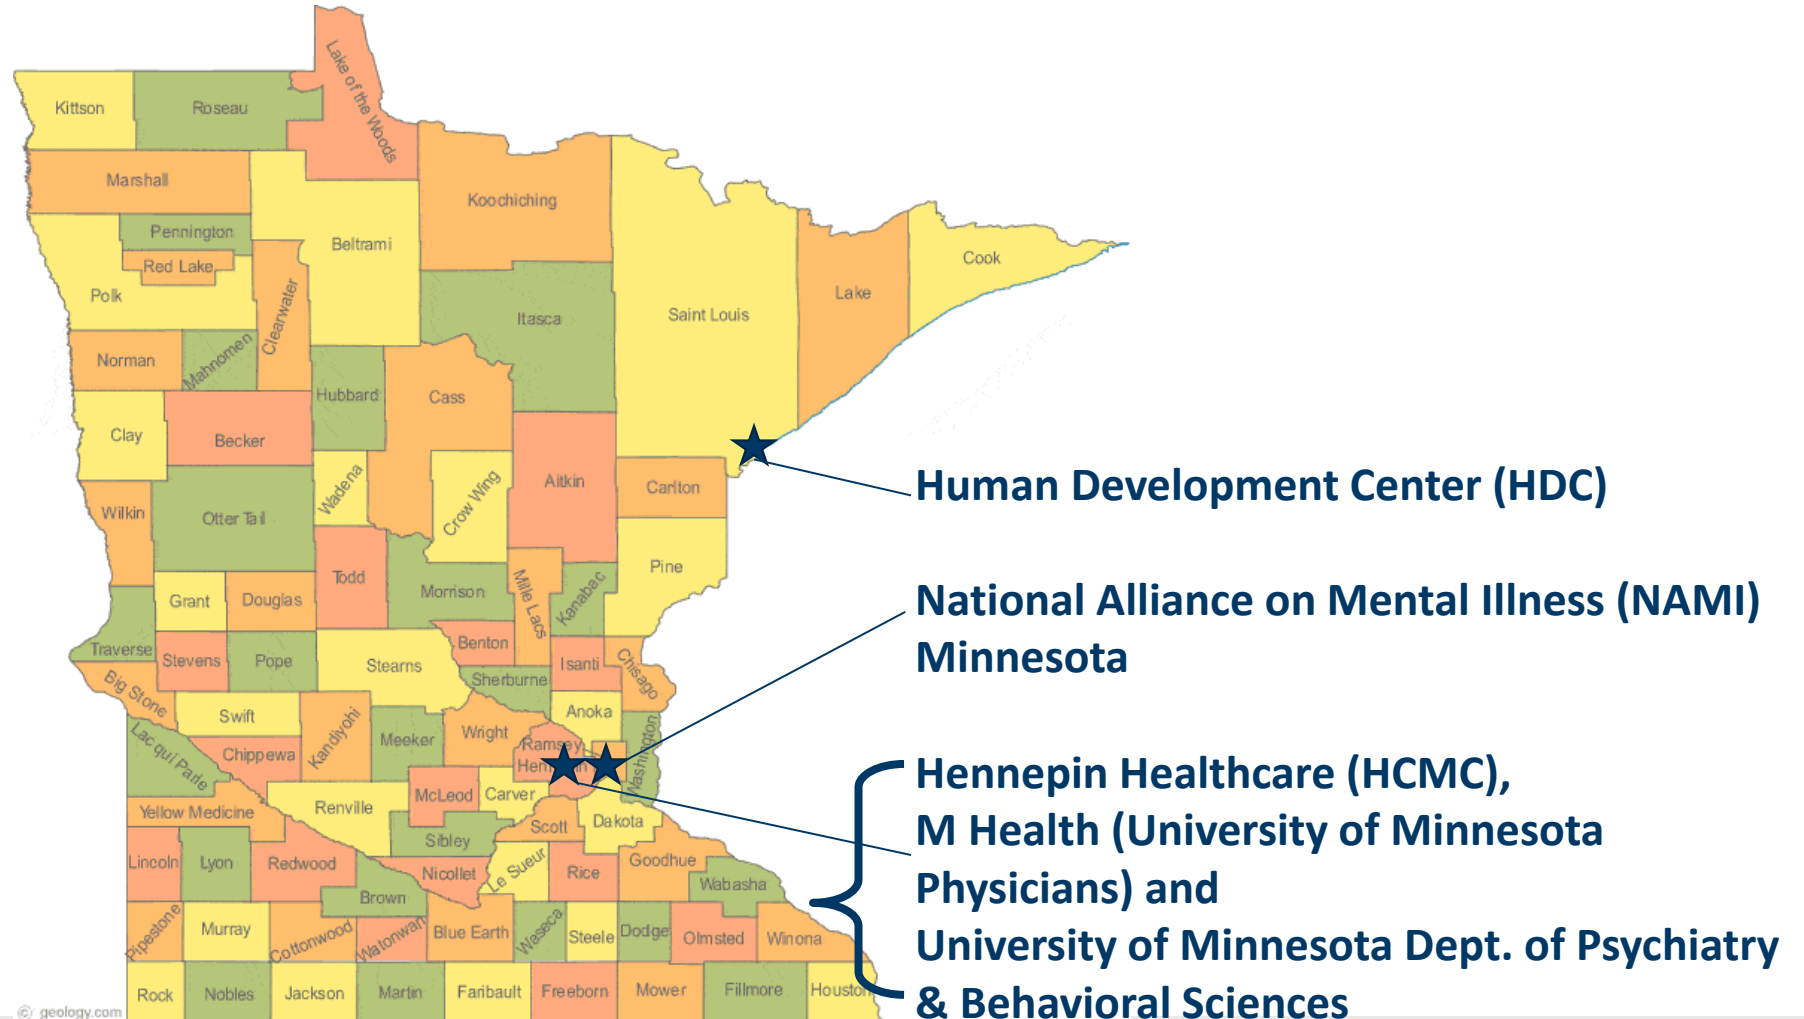 Lake of the Woods
Kittson
Roseau
Marshall
Koochiching
Pennington
Beltrami
Red Lake
Cook
Polk
Clearwater
Lake
Saint Louis
Itasca
Norman
Mahnomen
Hubbard
Cass
Clay
Becker
Human Development Center (HDC)
Wadena
Crow Wing
Aitkin
Carlton
Wilkin
Otter Tail
Pine
Todd
Morrison
Mille Lacs
Kanabec
Grant
Douglas
National Alliance on Mental Illness (NAMI)
Minnesota
Traverse
Stevens
Pope
Stearns
Benton
Isanti
Chisago
Sherburne
Big Stone
Swift
Kandiyohi
Anoka
Washington
Lac qui Parle
Chippewa
Meeker
Wright
Ramsey
Hennepin Healthcare (HCMC),
M Health (University of Minnesota
Physicians) and
University of Minnesota Dept. of Psychiatry
& Behavioral Sciences
Yellow Medicine
Renville
McLeod
Carver
Scott
Dakota
Sibley
Lincoln
Lyon
Redwood
Nicollet
Le Sueur
Rice
Goodhue
Wabasha
Brown
Pipestone
Murray
Cottonwood
Watonwan
Blue Earth
Waseca
Steele
Dodge
Olmsted
Winona
Rock
Nobles
Jackson
Martin
Faribault
Freeborn
Mower
Fillmore
Houston
© geology.com